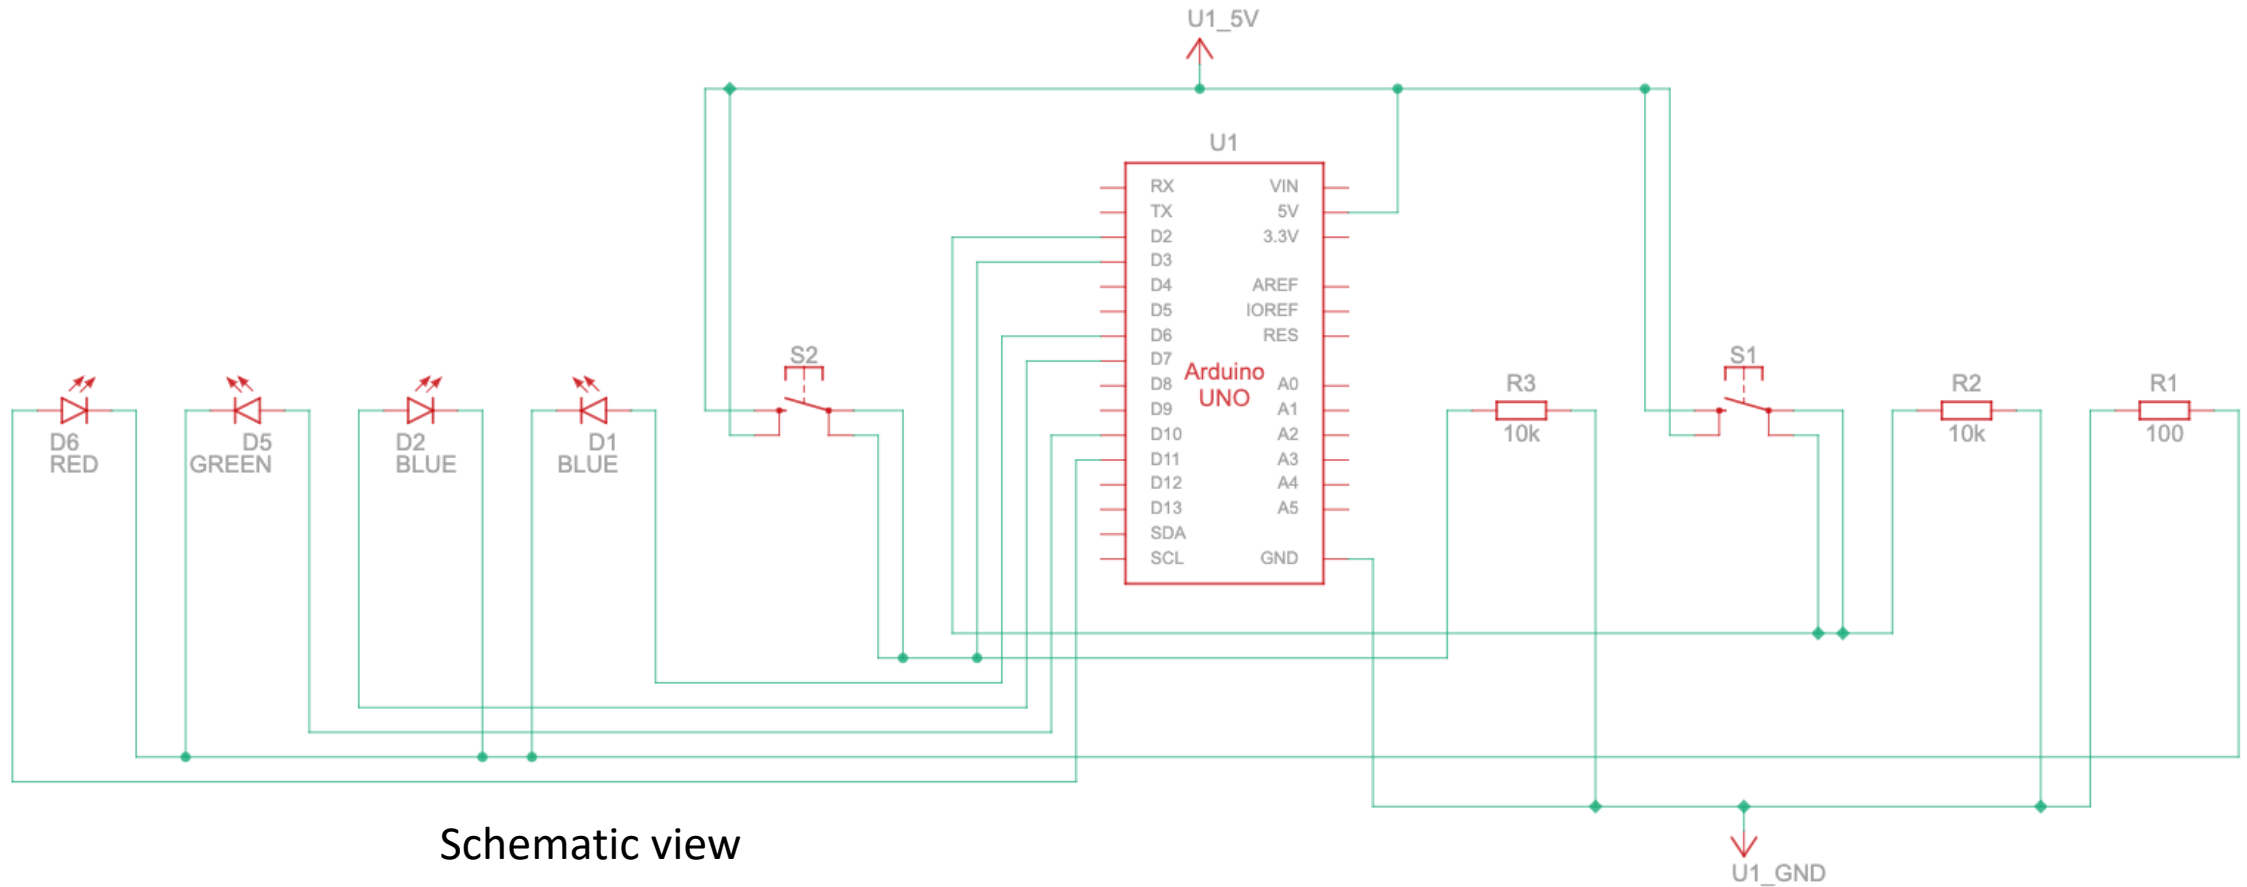 U1_5V
U1
RX
TX
D2
D3
D4
D5
D6
D7
D8
D9
D10
D11
D12
D13
SDA
SCL
VIN
5V
3.3V
AREF
IOREF
RES
A0
A1
A2
A3
A4
A5
GND
Arduino
UNO
D6
RED
D5
GREEN
D2
BLUE
D1
BLUE
S2
R3
10k
S1
R2
10k
R1
100
Schematic view
U1_GND